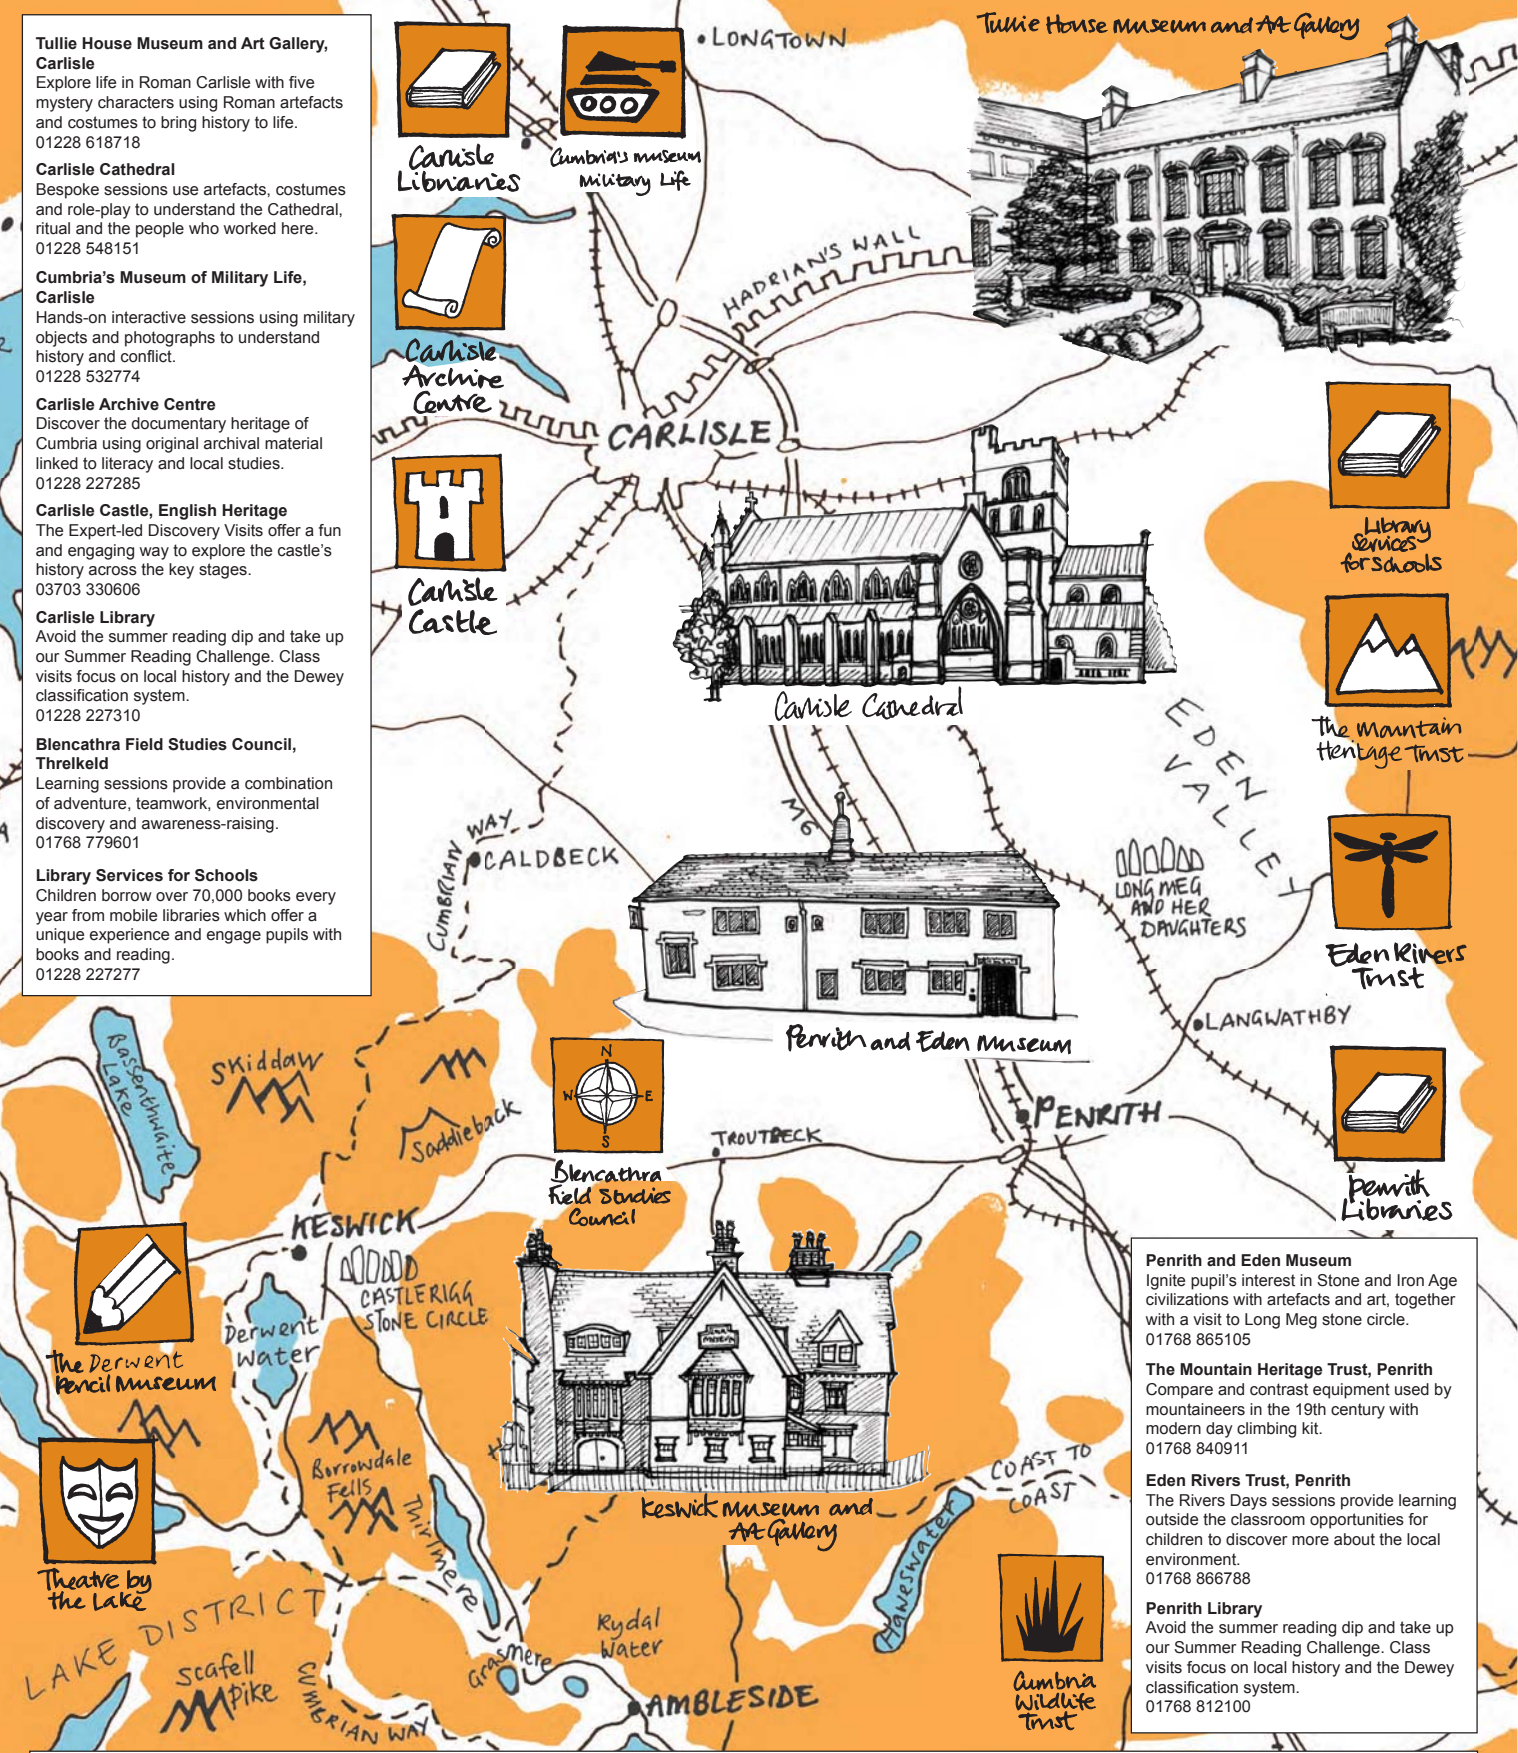 Tullie House Museum and Art Gallery,
Carlisle
Explore life in Roman Carlisle with five
mystery characters using Roman artefacts
and costumes to bring history to life.
01228 618718
Carlisle Cathedral
Bespoke sessions use artefacts, costumes
and role-play to understand the Cathedral,
ritual and the people who worked here.
01228 548151
Cumbria's Museum of Military Life,
Carlisle
Hands-on interactive sessions using military
objects and photographs to understand
history and conflict.
01228 532774
Carlisle Archive Centre
Discover the documentary heritage of
Cumbria using original archival material
linked to literacy and local studies.
01228 227285
Carlisle Castle, English Heritage
The Expert-led Discovery Visits offer a fun
and engaging way to explore the castle's
history across the key stages.
03703 330606
Carlisle Library
Avoid the summer reading dip and take up
our Summer Reading Challenge. Class
visits focus on local history and the Dewey
classification system.
01228 227310
Blencathra Field Studies Council,
Threlkeld
Learning sessions provide a combination
of adventure, teamwork, environmental
discovery and awareness-raising.
01768 779601
Library Services for Schools
Children borrow over 70,000 books every
year from mobile libraries which offer a
unique experience and engage pupils with
books and reading.
01228 227277
Carlisle
Libraries
Cumbria's museum
Military Life
LONGTOWN
Tullie House Museum and Art Gallery
Carlisle
Archive
Centre
HADRIAN'S WALL
CARLISLE
Carlisle
Castle
Library
Services
for schools
Carlisle Cathedral
The Mountain
Heritage Trust
EDEN
VALLEY
M6
CUMBRIAN WAY
CALDBECK
LONG MEG
AND HER
DAUGHTERS
Eden Rivers
Trust
LANGWATHBY
Penrith and Eden Museum
Bassenthwaite
Lake
Skiddaw
Saddleback
N
W
E
S
Blencathra
Field Studies
Council
TROUTBECK
PENRITH
Penrith
Libraries
KESWICK
CASTLERIGG
STONE CIRCLE
Derwent
Water
The Derwent
Pencil Museum
Borrowdale
Fells
Thirlmere
MUSEUM
Keswick Museum and
Art Gallery
COAST TO
COAST
Haweswater
Theatre by
the Lake
LAKE DISTRICT
Scafell
Pike
CUMBRIAN WAY
Grasmere
Rydal
Water
AMBLESIDE
Cumbria
Wildlife
Trust
Penrith and Eden Museum
Ignite pupil's interest in Stone and Iron Age
civilizations with artefacts and art, together
with a visit to Long Meg stone circle.
01768 865105
The Mountain Heritage Trust, Penrith
Compare and contrast equipment used by
mountaineers in the 19th century with
modern day climbing kit.
01768 840911
Eden Rivers Trust, Penrith
The Rivers Days sessions provide learning
outside the classroom opportunities for
children to discover more about the local
environment.
01768 866788
Penrith Library
Avoid the summer reading dip and take up
our Summer Reading Challenge. Class
visits focus on local history and the Dewey
classification system.
01768 812100